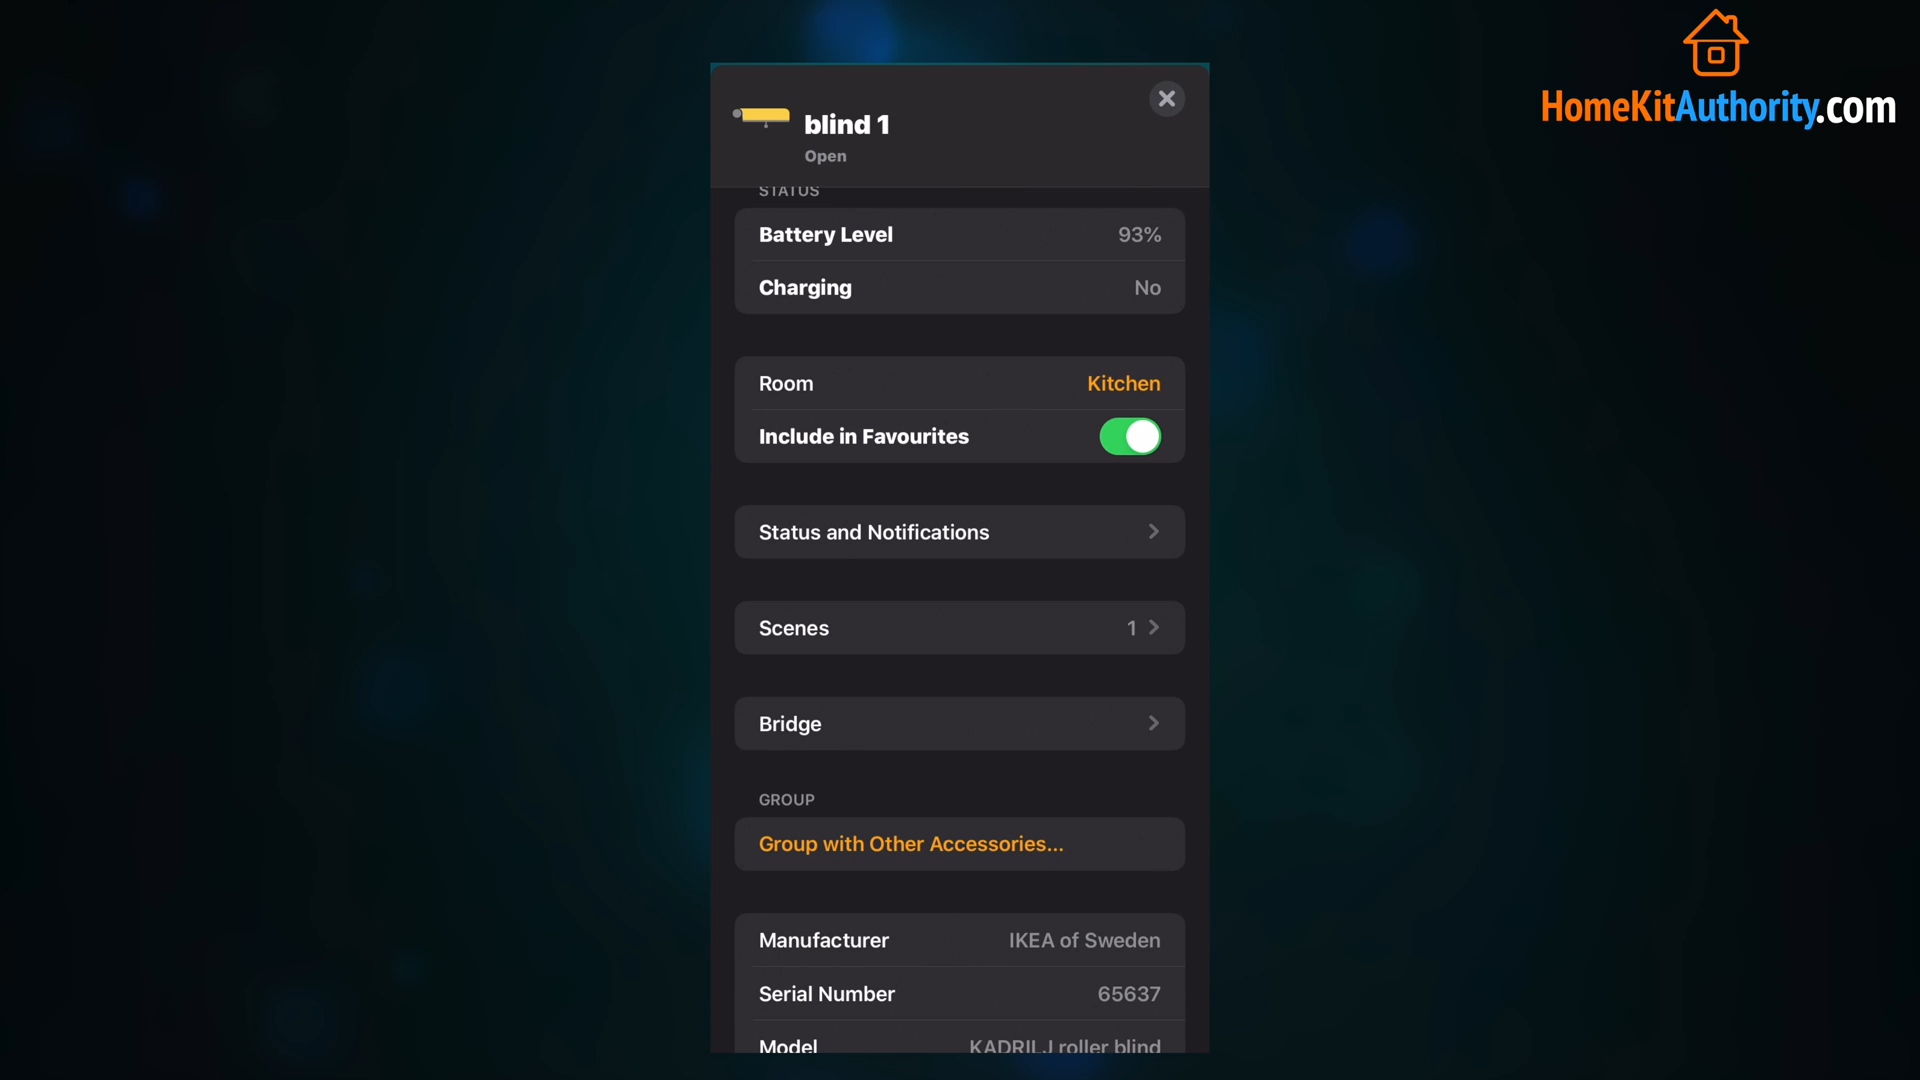 HomeKitAuthority.com
blind 1
Open
STATUS
Battery Level 93%
Charging No
Room Kitchen
Include in Favourites
Status and Notifications
Scenes 1
Bridge
GROUP
Group with Other Accessories...
Manufacturer IKEA of Sweden
Serial Number 65637
Model KADRILJ roller blind